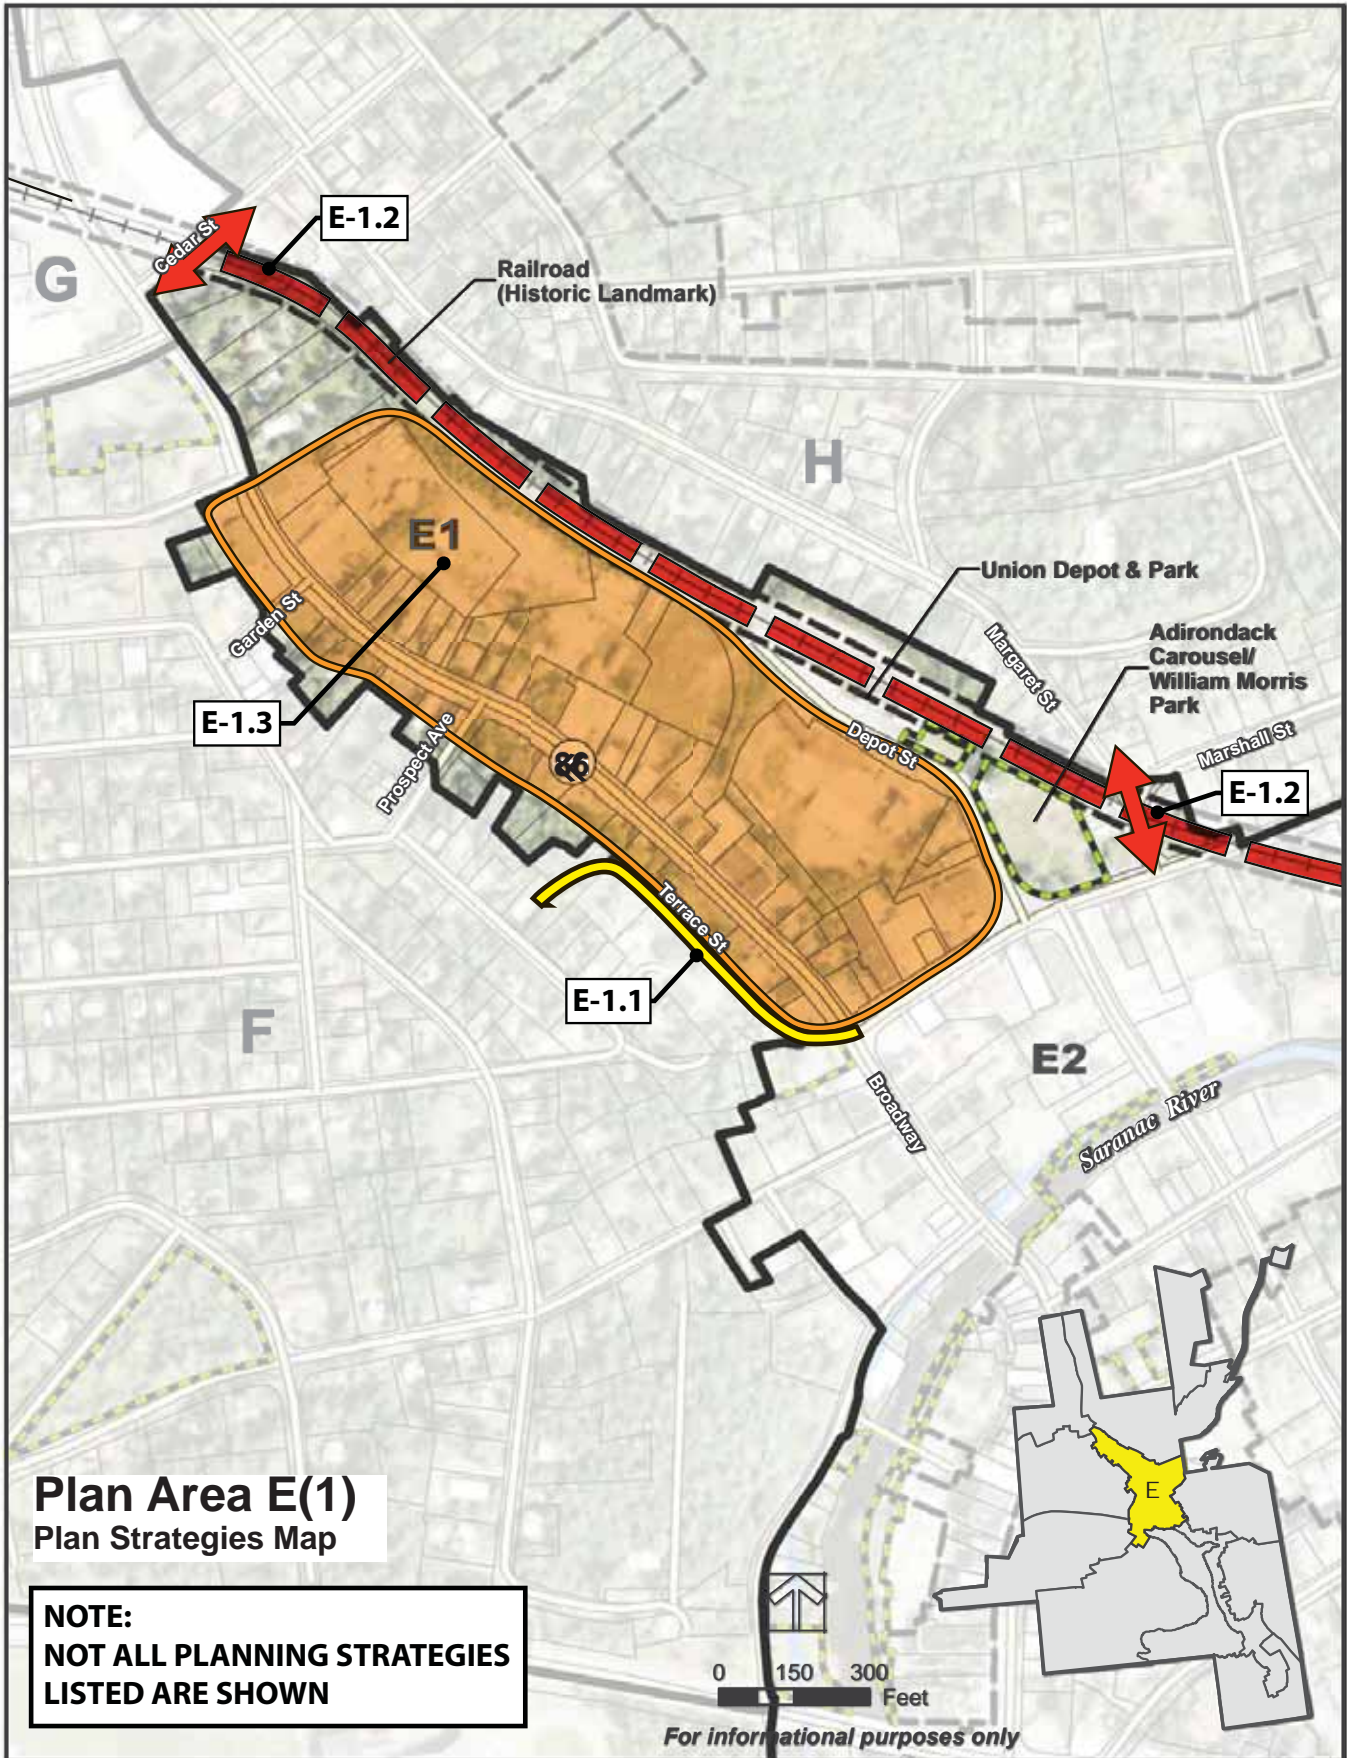 E-1.2
Cedar St
G
Railroad
(Historic Landmark)
H
E1
Union Depot & Park
Margaret St
Adirondack
Carousel/
William Morris
Park
Garden St
E-1.3
Prospect Ave
86
Depot St
Marshall St
E-1.2
Terrace St
E-1.1
F
E2
Broadway
Saranac River
E
Plan Area E(1)
Plan Strategies Map
NOTE:
NOT ALL PLANNING STRATEGIES
LISTED ARE SHOWN
0 150 300
Feet
For informational purposes only